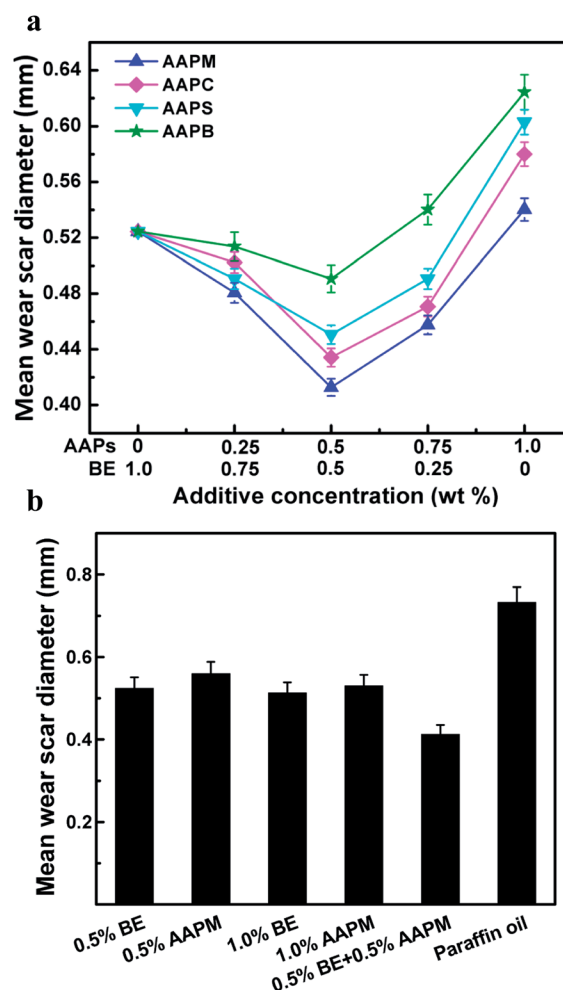 a
AAPM
AAPC
AAPS
AAPB
Mean wear scar diameter (mm)
0.64
0.60
0.56
0.52
0.48
0.44
0.40
AAPs 0 0.25 0.5 0.75 1.0
BE 1.0 0.75 0.5 0.25 0
Additive concentration (wt %)
b
Mean wear scar diameter (mm)
0.8
0.6
0.4
0.2
0.5% BE
0.5% AAPM
1.0% BE
1.0% AAPM
0.5% BE+0.5% AAPM
Paraffin oil